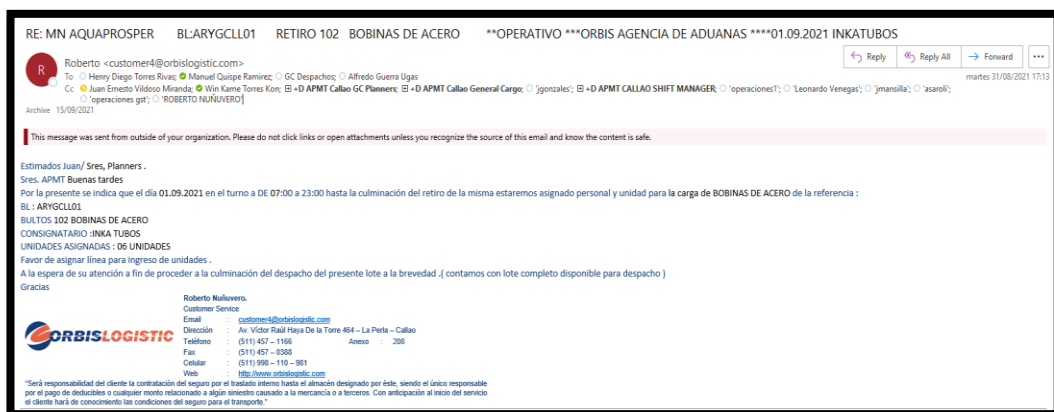 RE: MN AQUAPROSPER BL:ARYGCLL01 RETIRO 102 BOBINAS DE ACERO **OPERATIVO ***ORBIS AGENCIA DE ADUANAS ****01.09.2021 INKATUBOS
R
Roberto <customer4@orbislogistic.com>
Reply Reply All Forward ...
To Henry Diego Torres Rivas; Manuel Quispe Ramirez; GC Despachos; Alfredo Guerra Ugas
martes 31/08/2021 17:13
Cc Juan Ernesto Vildoso Miranda; Win Kame Torres Kon; +D APMT Callao GC Planners; +D APMT Callao General Cargo; 'jgonzales'; +D APMT CALLAO SHIFT MANAGER; 'operaciones1'; 'Leonardo Venegas'; 'jmansilla'; 'asaroli';
'operaciones gst'; 'ROBERTO NUÑUVERO'
Archive 15/09/2021
This message was sent from outside of your organization. Please do not click links or open attachments unless you recognize the source of this email and know the content is safe.
Estimados Juan/ Sres, Planners .
Sres. APMT Buenas tardes
Por la presente se indica que el día 01.09.2021 en el turno a DE 07:00 a 23:00 hasta la culminación del retiro de la misma estaremos asignado personal y unidad para la carga de BOBINAS DE ACERO de la referencia :
BL : ARYGCLL01
BULTOS 102 BOBINAS DE ACERO
CONSIGNATARIO :INKA TUBOS
UNIDADES ASIGNADAS : 06 UNIDADES
Favor de asignar línea para ingreso de unidades .
A la espera de su atención a fin de proceder a la culminación del despacho del presente lote a la brevedad .( contamos con lote completo disponible para despacho )
Gracias
Roberto Nuñuvero.
Customer Service
Email : customer4@orbislogistic.com
ORBISLOGISTIC
Dirección : Av. Víctor Raúl Haya De la Torre 464 – La Perla – Callao
Teléfono : (511) 457 – 1166 Anexo : 208
Fax : (511) 457 – 0388
Celular : (511) 998 – 110 – 981
Web : http://www.orbislogistic.com
"Será responsabilidad del cliente la contratación del seguro por el traslado interno hasta el almacén designado por éste, siendo el único responsable
por el pago de deducibles o cualquier monto relacionado a algún siniestro causado a la mercancía o a terceros. Con anticipación al inicio del servicio
el cliente hará de conocimiento las condiciones del seguro para el transporte."